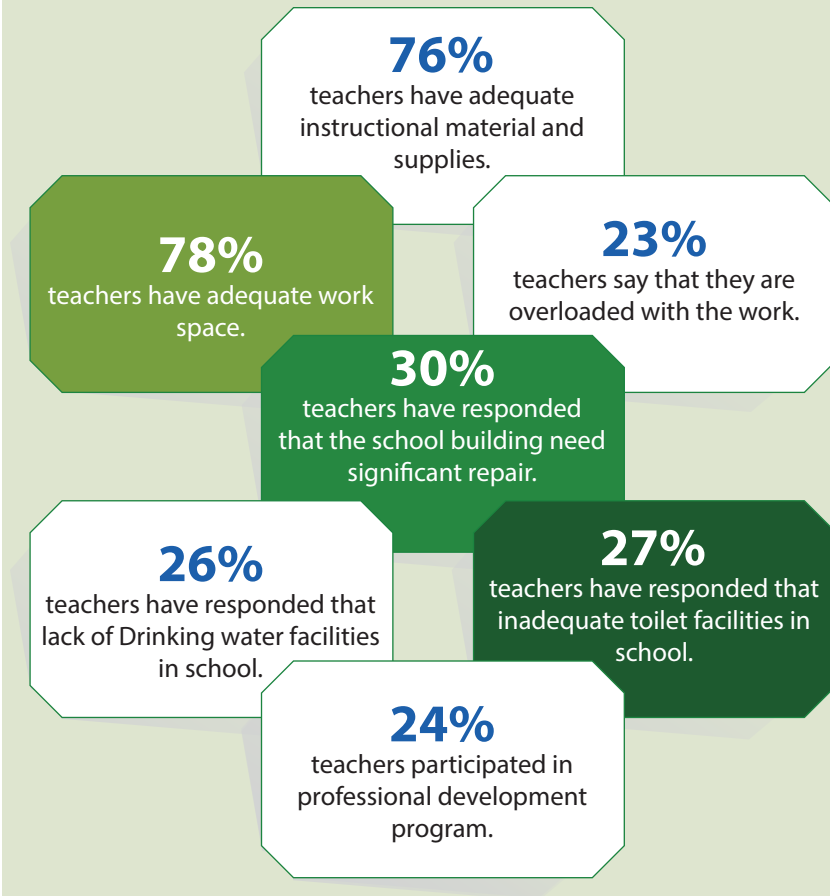 76%
teachers have adequate
instructional material and
supplies.
78%
teachers have adequate work
space.
23%
teachers say that they are
overloaded with the work.
30%
teachers have responded
that the school building need
significant repair.
26%
teachers have responded that
lack of Drinking water facilities
in school.
27%
teachers have responded that
inadequate toilet facilities in
school.
24%
teachers participated in
professional development
program.